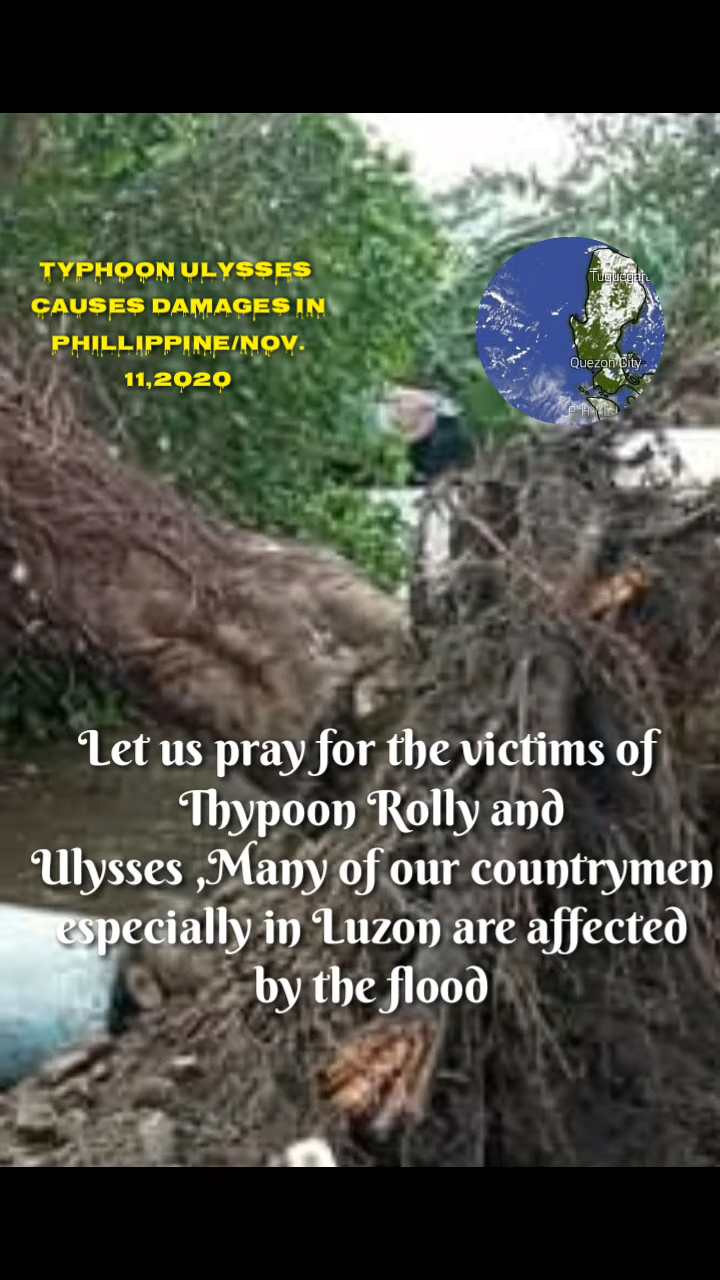 TYPHOON ULYSSES
CAUSES DAMAGES IN
PHILLIPPINE/NOV.
11,2020
Quezon City
Let us pray for the victims of
Thypoon Rolly and
Ulysses ,Many of our countrymen
especially in Luzon are affected
by the flood